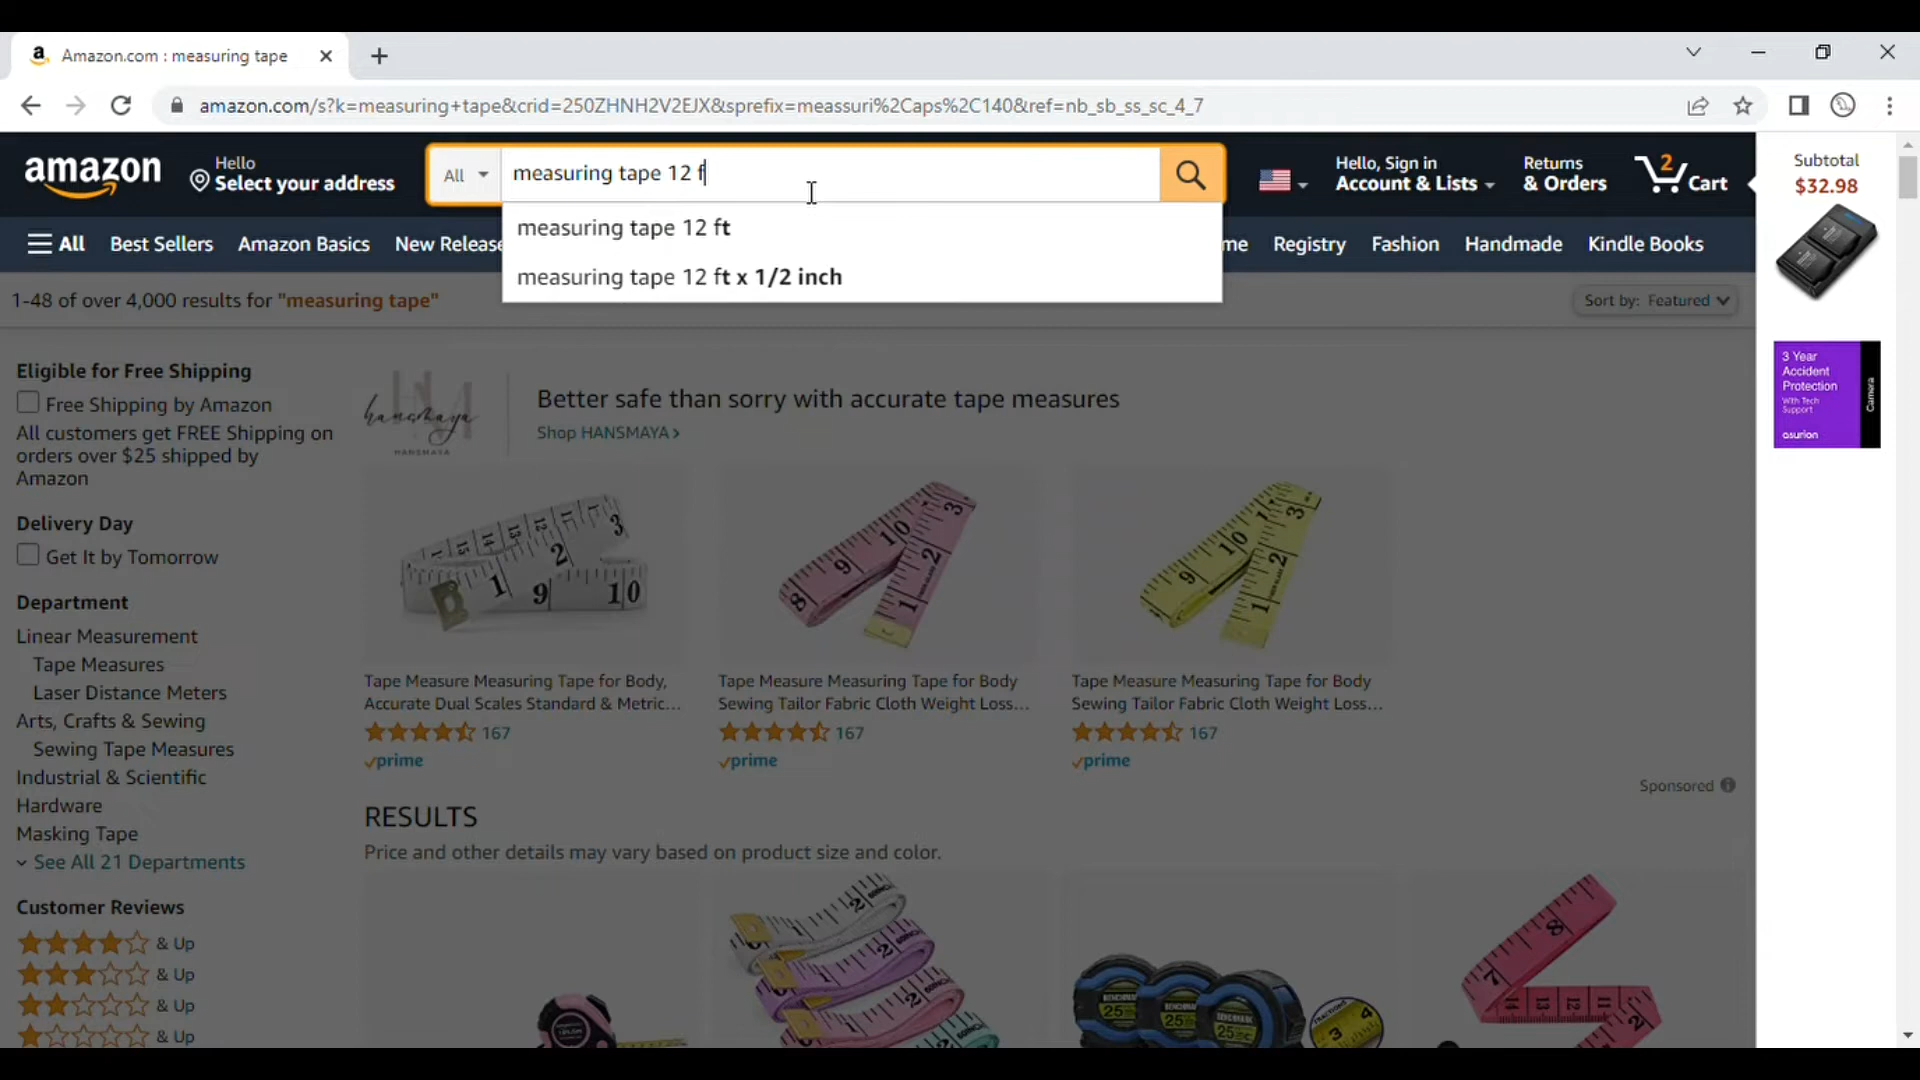 Amazon.com : measuring tape
amazon.com/s?k=measuring+tape&crid=250ZHNH2V2EJX&sprefix=meassuri%2Caps%2C140&ref=nb_sb_ss_sc_4_7
amazon
Hello
Select your address
All
measuring tape 12 f
Hello, Sign in
Account & Lists
Returns
& Orders
2
Cart
Subtotal
$32.98
measuring tape 12 ft
measuring tape 12 ft x 1/2 inch
All
Best Sellers
Amazon Basics
New Release
me
Registry
Fashion
Handmade
Kindle Books
1-48 of over 4,000 results for "measuring tape"
Sort by: Featured
3 Year
Accident
Protection
With Tech
Support
asurion
Camera
Eligible for Free Shipping
Free Shipping by Amazon
All customers get FREE Shipping on
orders over $25 shipped by
Amazon
Delivery Day
Get It by Tomorrow
Department
Linear Measurement
Tape Measures
Laser Distance Meters
Arts, Crafts & Sewing
Sewing Tape Measures
Industrial & Scientific
Hardware
Masking Tape
See All 21 Departments
Customer Reviews
& Up
& Up
& Up
& Up
hansmaya
HANSMAYA
Better safe than sorry with accurate tape measures
Shop HANSMAYA
Tape Measure Measuring Tape for Body,
Accurate Dual Scales Standard & Metric...
167
prime
Tape Measure Measuring Tape for Body
Sewing Tailor Fabric Cloth Weight Loss...
167
prime
Tape Measure Measuring Tape for Body
Sewing Tailor Fabric Cloth Weight Loss...
167
prime
Sponsored
RESULTS
Price and other details may vary based on product size and color.